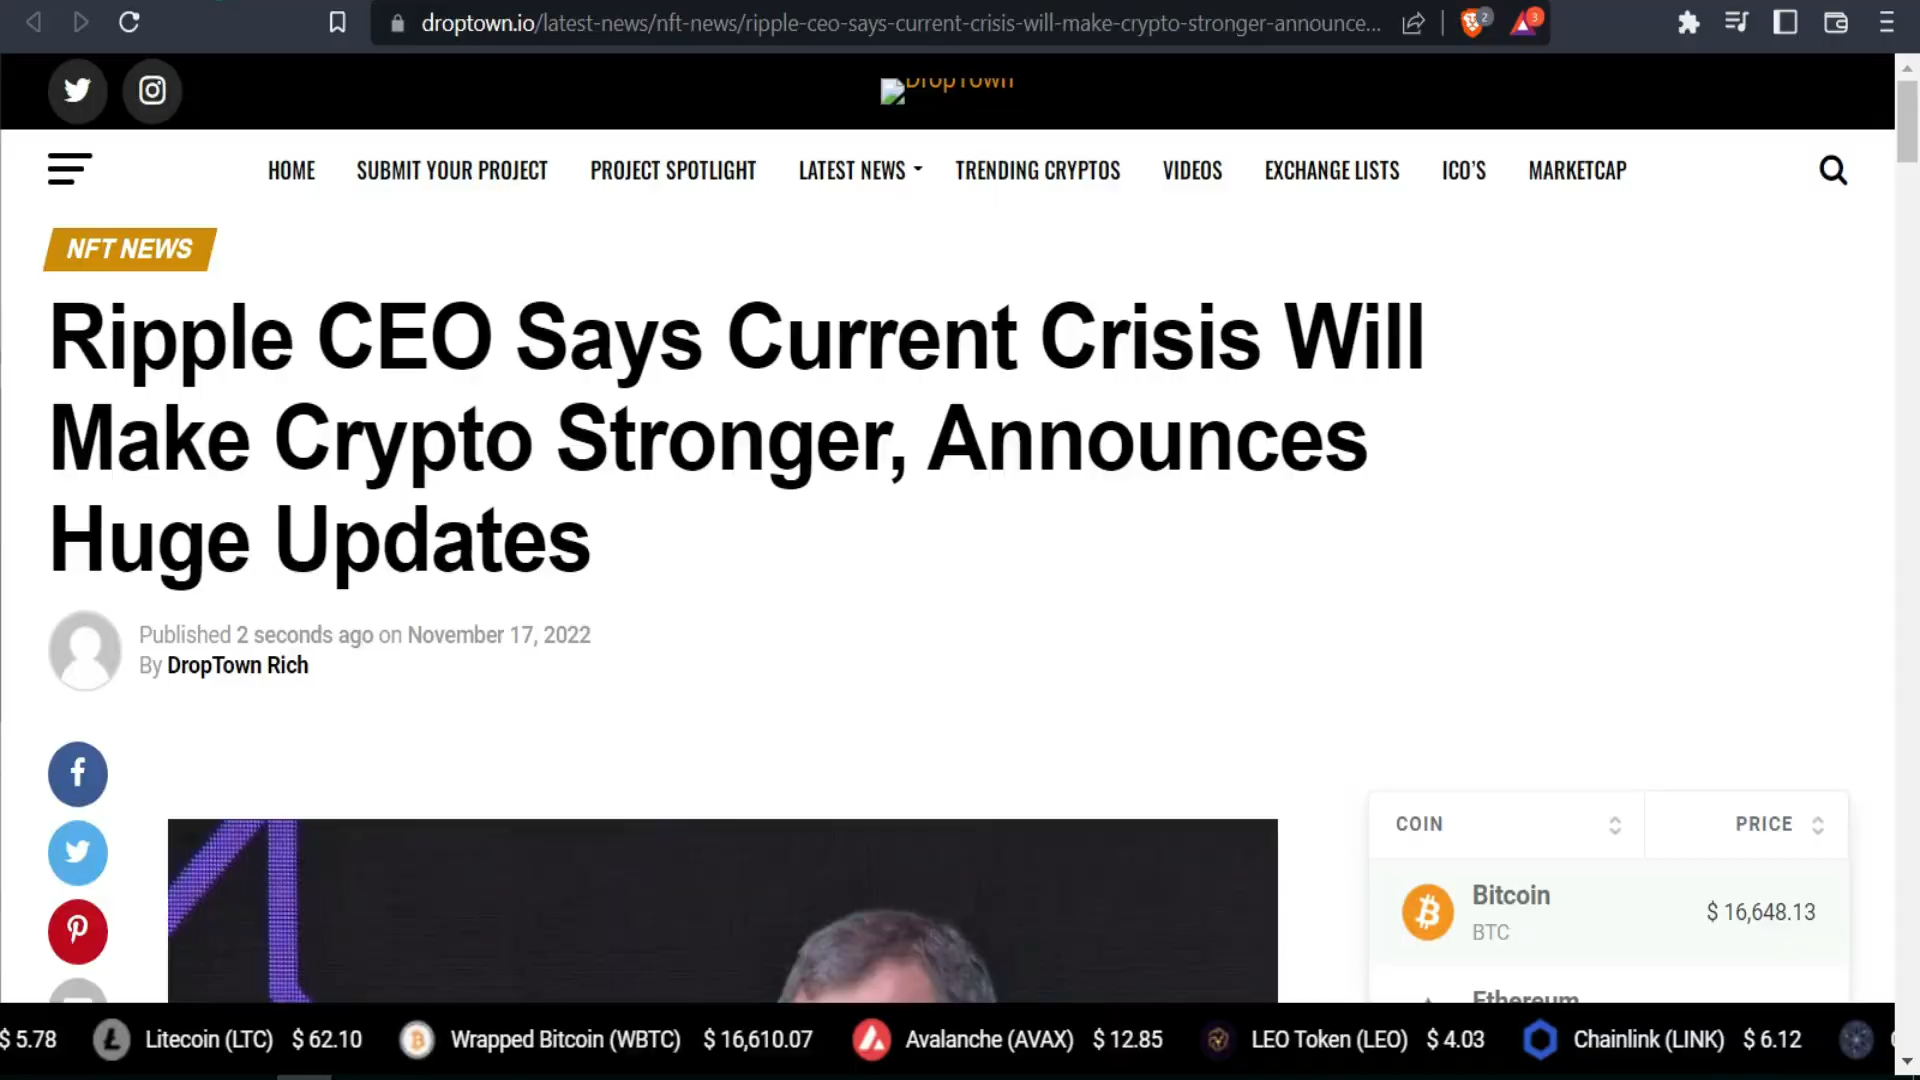 droptown.io/latest-news/nft-news/ripple-ceo-says-current-crisis-will-make-crypto-stronger-announce...
2
3
DropTown
HOME SUBMIT YOUR PROJECT PROJECT SPOTLIGHT LATEST NEWS TRENDING CRYPTOS VIDEOS EXCHANGE LISTS ICO'S MARKETCAP
NFT NEWS
Ripple CEO Says Current Crisis Will
Make Crypto Stronger, Announces
Huge Updates
Published 2 seconds ago on November 17, 2022
By DropTown Rich
COIN PRICE
Bitcoin
BTC
$ 16,648.13
Ethereum
$ 5.78 Litecoin (LTC) $ 62.10 Wrapped Bitcoin (WBTC) $ 16,610.07 Avalanche (AVAX) $ 12.85 LEO Token (LEO) $ 4.03 Chainlink (LINK) $ 6.12